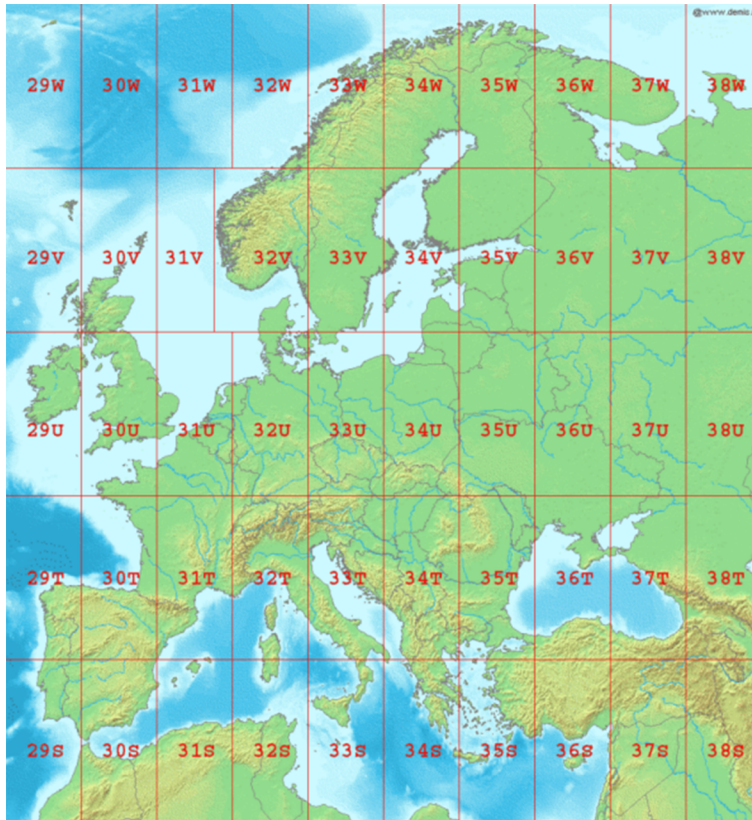 @www.demis.
29W 30W 31W 32W 33W 34W 35W 36W 37W 38W
29V 30V 31V 32V 33V 34V 35V 36V 37V 38V
29U 30U 31U 32U 33U 34U 35U 36U 37U 38U
29T 30T 31T 32T 33T 34T 35T 36T 37T 38T
29S 30S 31S 32S 33S 34S 35S 36S 37S 38S